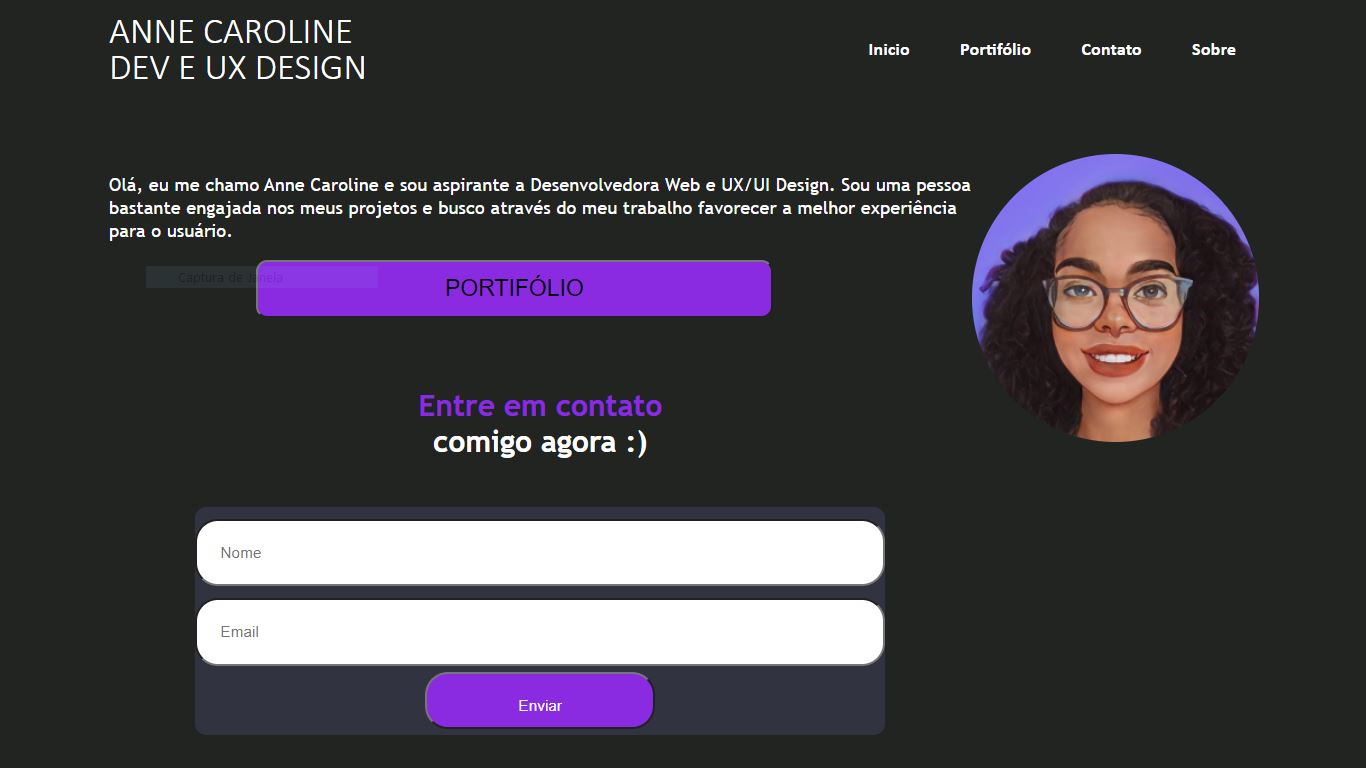 ANNE CAROLINE
DEV E UX DESIGN
Inicio Portifólio Contato Sobre
Olá, eu me chamo Anne Caroline e sou aspirante a Desenvolvedora Web e UX/UI Design. Sou uma pessoa
bastante engajada nos meus projetos e busco através do meu trabalho favorecer a melhor experiência
para o usuário.
Captura de Janela
PORTIFÓLIO
Entre em contato
comigo agora :)
Nome
Email
Enviar